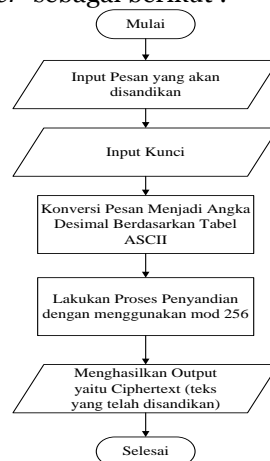 sebagai berikut :
Mulai
Input Pesan yang akan
disandikan
Input Kunci
Konversi Pesan Menjadi Angka
Desimal Berdasarkan Tabel
ASCII
Lakukan Proses Penyandian
dengan menggunakan mod 256
Menghasilkan Output
yaitu Ciphertext (teks
yang telah disandikan)
Selesai